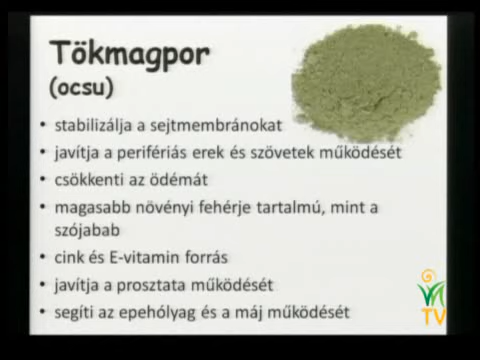 Tökmagpor
(ocsu)
• stabilizálja a sejtmembránokat
• javítja a perifériás erek és szövetek működését
• csökkenti az ödémát
• magasabb növényi fehérje tartalmú, mint a
szójabab
• cink és E-vitamin forrás
• javítja a prosztata működését
• segíti az epehólyag és a máj működését
TV